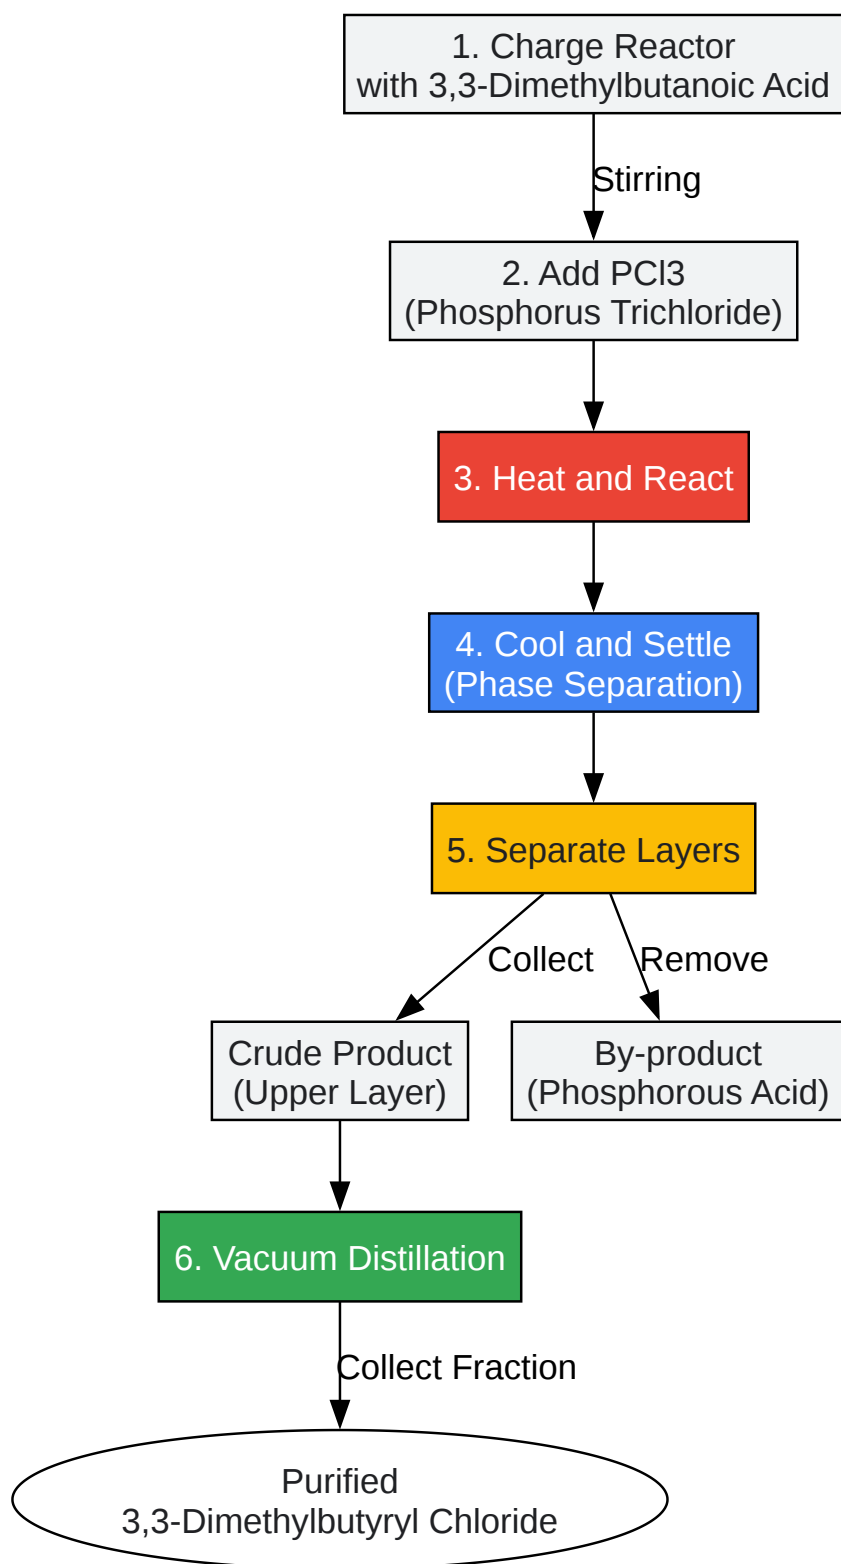 1. Charge Reactor
with 3,3-Dimethylbutanoic Acid
Stirring
2. Add PCl3
(Phosphorus Trichloride)
3. Heat and React
4. Cool and Settle
(Phase Separation)
5. Separate Layers
Collect
Remove
Crude Product
(Upper Layer)
By-product
(Phosphorous Acid)
6. Vacuum Distillation
Collect Fraction
Purified
3,3-Dimethylbutyryl Chloride